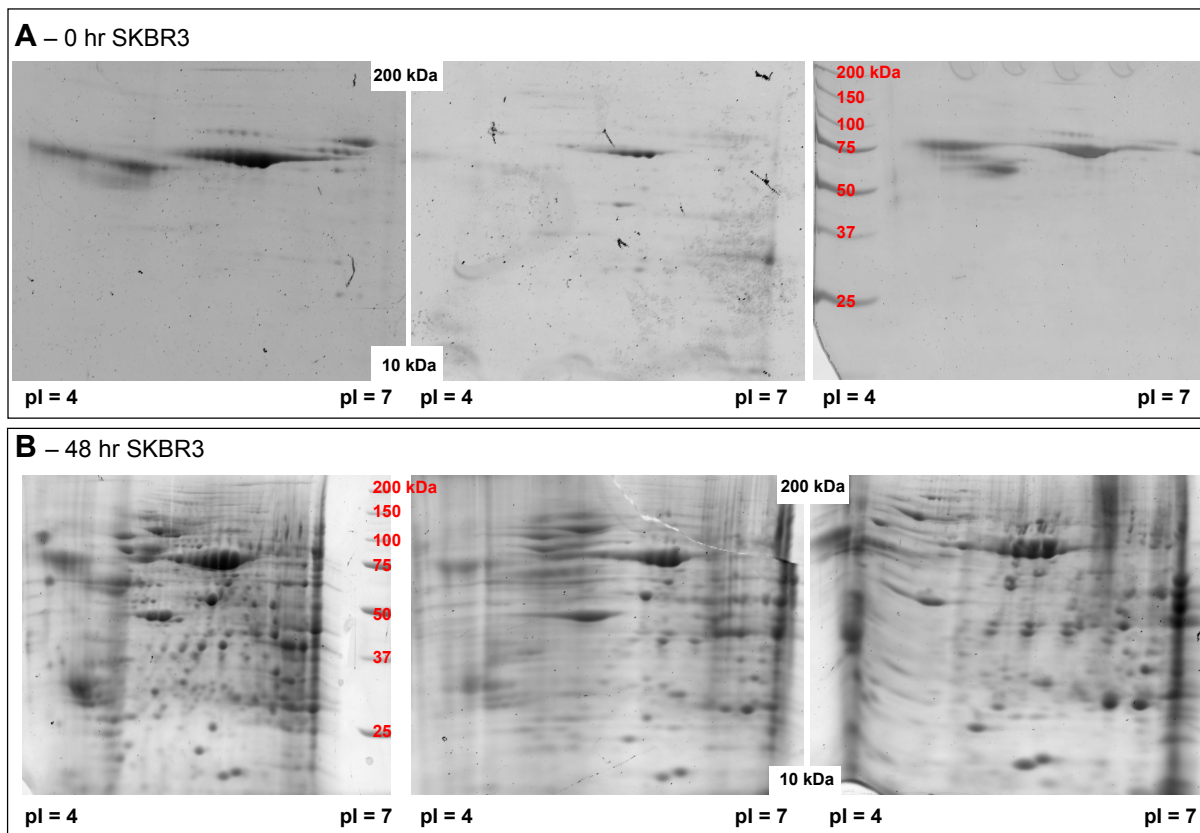 A – 0 hr SKBR3
200 kDa
10 kDa
200 kDa
150
100
75
50
37
25
pI = 4
pI = 7
pI = 4
pI = 7
pI = 4
pI = 7
B – 48 hr SKBR3
200 kDa
150
100
75
50
37
25
200 kDa
10 kDa
pI = 4
pI = 7
pI = 4
pI = 7
pI = 4
pI = 7